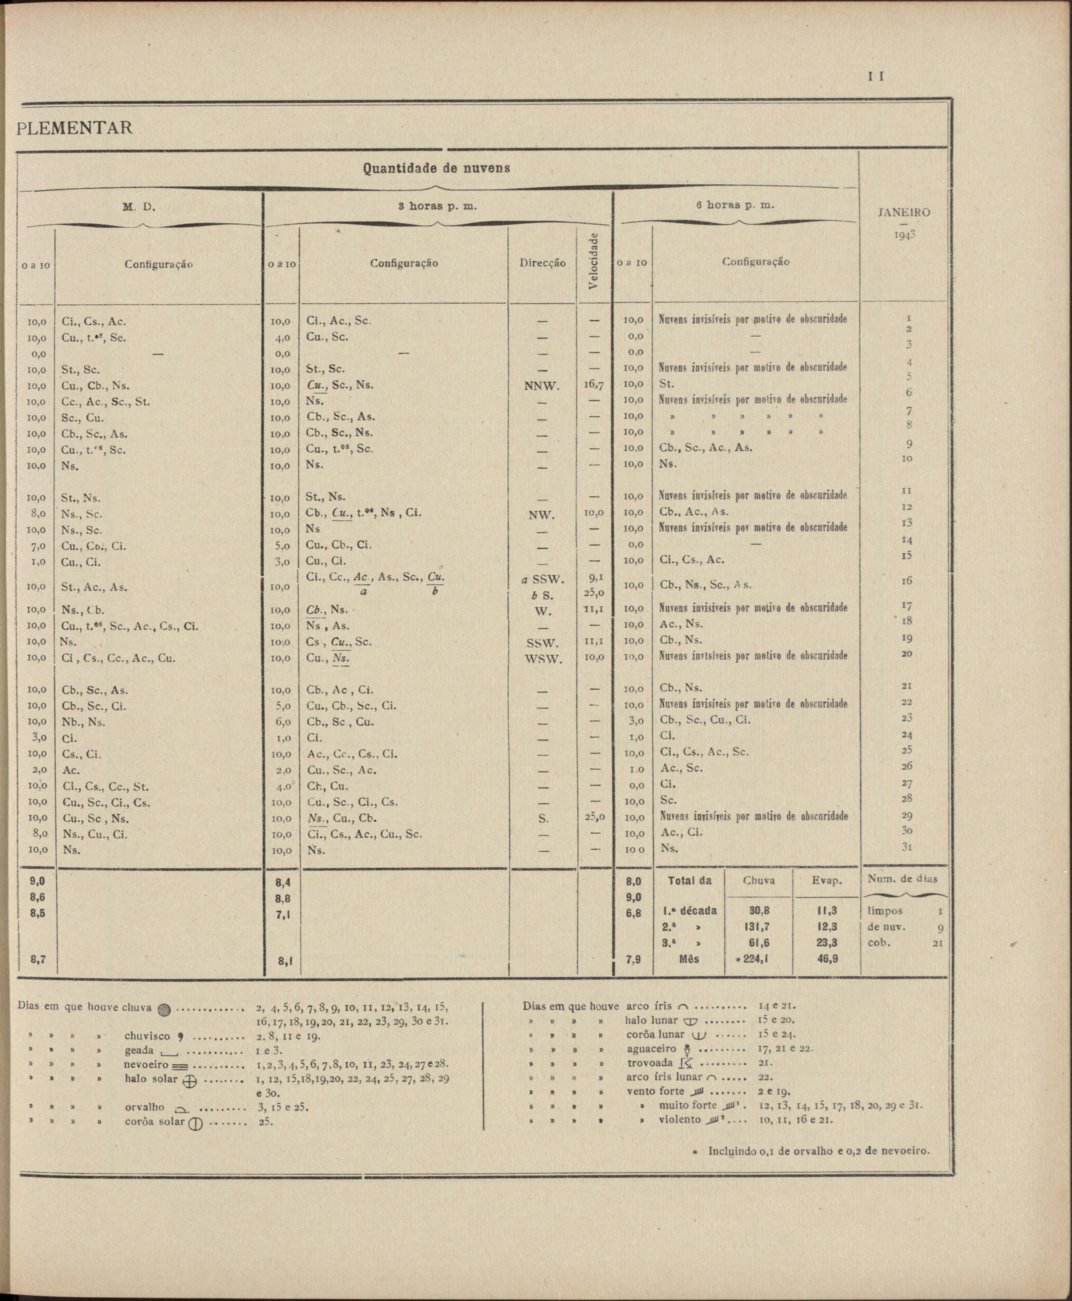 11
PLEMENTAR
Quantidade de nuvens
M. D. 3 horas p. m. 6 horas p. m. JANEIRO
1943
0 a 10 Configuração 0 a 10 Configuração Direcção Velocidade 0 a 10 Configuração
10,0 Ci., Cs., Ac. 10,0 Ci., Ac., Sc. — — 10,0 Nuvens invisíveis por motivo de obscuridade 1
10,0 Cu., t.os, Sc. 4,0 Cu., Sc. — — 0,0 — 2
0,0 — 0,0 — — — 0,0 — 3
10,0 St., Sc. 10,0 St., Sc. — — 10,0 Nuvens invisíveis por motivo de obscuridade 4
10,0 Cu., Cb., Ns. 10,0 Cu., Sc., Ns. NNW. 16,7 10,0 St. 5
10,0 Cc., Ac., Sc., St. 10,0 Ns. — — 10,0 Nuvens invisíveis por motivo de obscuridade 6
10,0 Sc., Cu. 10,0 Cb., Sc., As. — — 10,0 » » » » » » 7
10,0 Cb., Sc., As. 10,0 Cb., Sc., Ns. — — 10,0 » » » » » » 8
10,0 Cu., t.os, Sc. 10,0 Cu., t.os, Sc. — — 10,0 Cb., Sc., Ac., As. 9
10,0 Ns. 10,0 Ns. — — 10,0 Ns. 10
10,0 St., Ns. 10,0 St., Ns. — — 10,0 Nuvens invisíveis por motivo de obscuridade 11
8,0 Ns., Sc. 10,0 Cb., Cu., t.os, Ns , Ci. NW. 10,0 10,0 Cb., Ac., As. 12
10,0 Ns., Sc. 10,0 Ns — — 10,0 Nuvens invisíveis por motivo de obscuridade 13
7,0 Cu., Cb., Ci. 5,0 Cu., Cb., Ci. — — 0,0 — 14
1,0 Cu., Ci. 3,0 Cu., Ci. — — 10,0 Ci., Cs., Ac. 15
10,0 St., Ac., As. 10,0 Ci., Cc., Ac , As., Sc., Cu. a SSW. 9,1 10,0 Cb., Ns., Sc., As. 16
a b b S. 25,0
10,0 Ns., Cb. 10,0 Cb., Ns. W. 11,1 10,0 Nuvens invisíveis por motivo de obscuridade 17
10,0 Cu., t.os, Sc., Ac., Cs., Ci. 10,0 Ns , As. — — 10,0 Ac., Ns. 18
10,0 Ns. 10,0 Cs , Cu., Sc. SSW. 11,1 10,0 Cb., Ns. 19
10,0 Ci , Cs., Cc., Ac., Cu. 10,0 Cu., Ns. WSW. 10,0 10,0 Nuvens invisíveis por motivo de obscuridade 20
10,0 Cb., Sc., As. 10,0 Cb., Ac , Ci. — — 10,0 Cb., Ns. 21
10,0 Cb., Sc., Ci. 5,0 Cu., Cb., Sc., Ci. — — 10,0 Nuvens invisíveis por motivo de obscuridade 22
10,0 Nb., Ns. 6,0 Cb., Sc , Cu. — — 3,0 Cb., Sc., Cu., Ci. 23
3,0 Ci. 1,0 Ci. — — 1,0 Ci. 24
10,0 Cs., Ci. 10,0 Ac., Cc., Cs., Ci. — — 10,0 Ci., Cs., Ac., Sc. 25
2,0 Ac. 2,0 Cu., Sc., Ac. — — 1.0 Ac., Sc. 26
10,0 Ci., Cs., Cc., St. 4.0 Cb, Cu. — — 0,0 Ci. 27
10,0 Cu., Sc., Ci., Cs. 10,0 Cu., Sc., Ci., Cs. — — 10,0 Sc. 28
10,0 Cu., Sc , Ns. 10,0 Ns., Cu., Cb. S. 25,0 10,0 Nuvens invisíveis por motivo de obscuridade 29
8,0 Ns., Cu., Ci. 10,0 Ci., Cs., Ac., Cu., Sc. — — 10,0 Ac., Ci. 30
10,0 Ns. 10,0 Ns. — — 10 0 Ns. 31
9,0 8,4 8,0 Total da Chuva Evap. Num. de dias
8,6 8,8 9,0
8,5 7,1 6,8 1.ª década 30,8 11,3 limpos 1
2.ª » 131,7 12,3 de nuv. 9
3.ª » 61,6 23,3 cob. 21
8,7 8,1 7,9 Mês * 224,1 46,9
Dias em que houve chuva ............ 2, 4, 5, 6, 7, 8, 9, 10, 11, 12, 13, 14, 15,
16, 17, 18, 19, 20, 21, 22, 23, 29, 30 e 31.
» » » » chuvisco .......... 2, 8, 11 e 19.
» » » » geada ........... 1 e 3.
» » » » nevoeiro .......... 1, 2, 3, 4, 5, 6, 7, 8, 10, 11, 23, 24, 27 e 28.
» » » » halo solar ....... 1, 12, 15, 18, 19, 20, 22, 24, 25, 27, 28, 29
e 30.
» » » » orvalho ......... 3, 15 e 25.
» » » » corôa solar ....... 25.
Dias em que houve arco íris .......... 14 e 21.
» » » » halo lunar ........ 15 e 20.
» » » » corôa lunar ...... 15 e 24.
» » » » aguaceiro ......... 17, 21 e 22.
» » » » trovoada ......... 21.
» » » » arco íris lunar ..... 22.
» » » » vento forte ....... 2 e 19.
» » » » » muito forte . 12, 13, 14, 15, 17, 18, 20, 29 e 31.
» » » » » violento .... 10, 11, 16 e 21.
* Incluindo 0,1 de orvalho e 0,2 de nevoeiro.